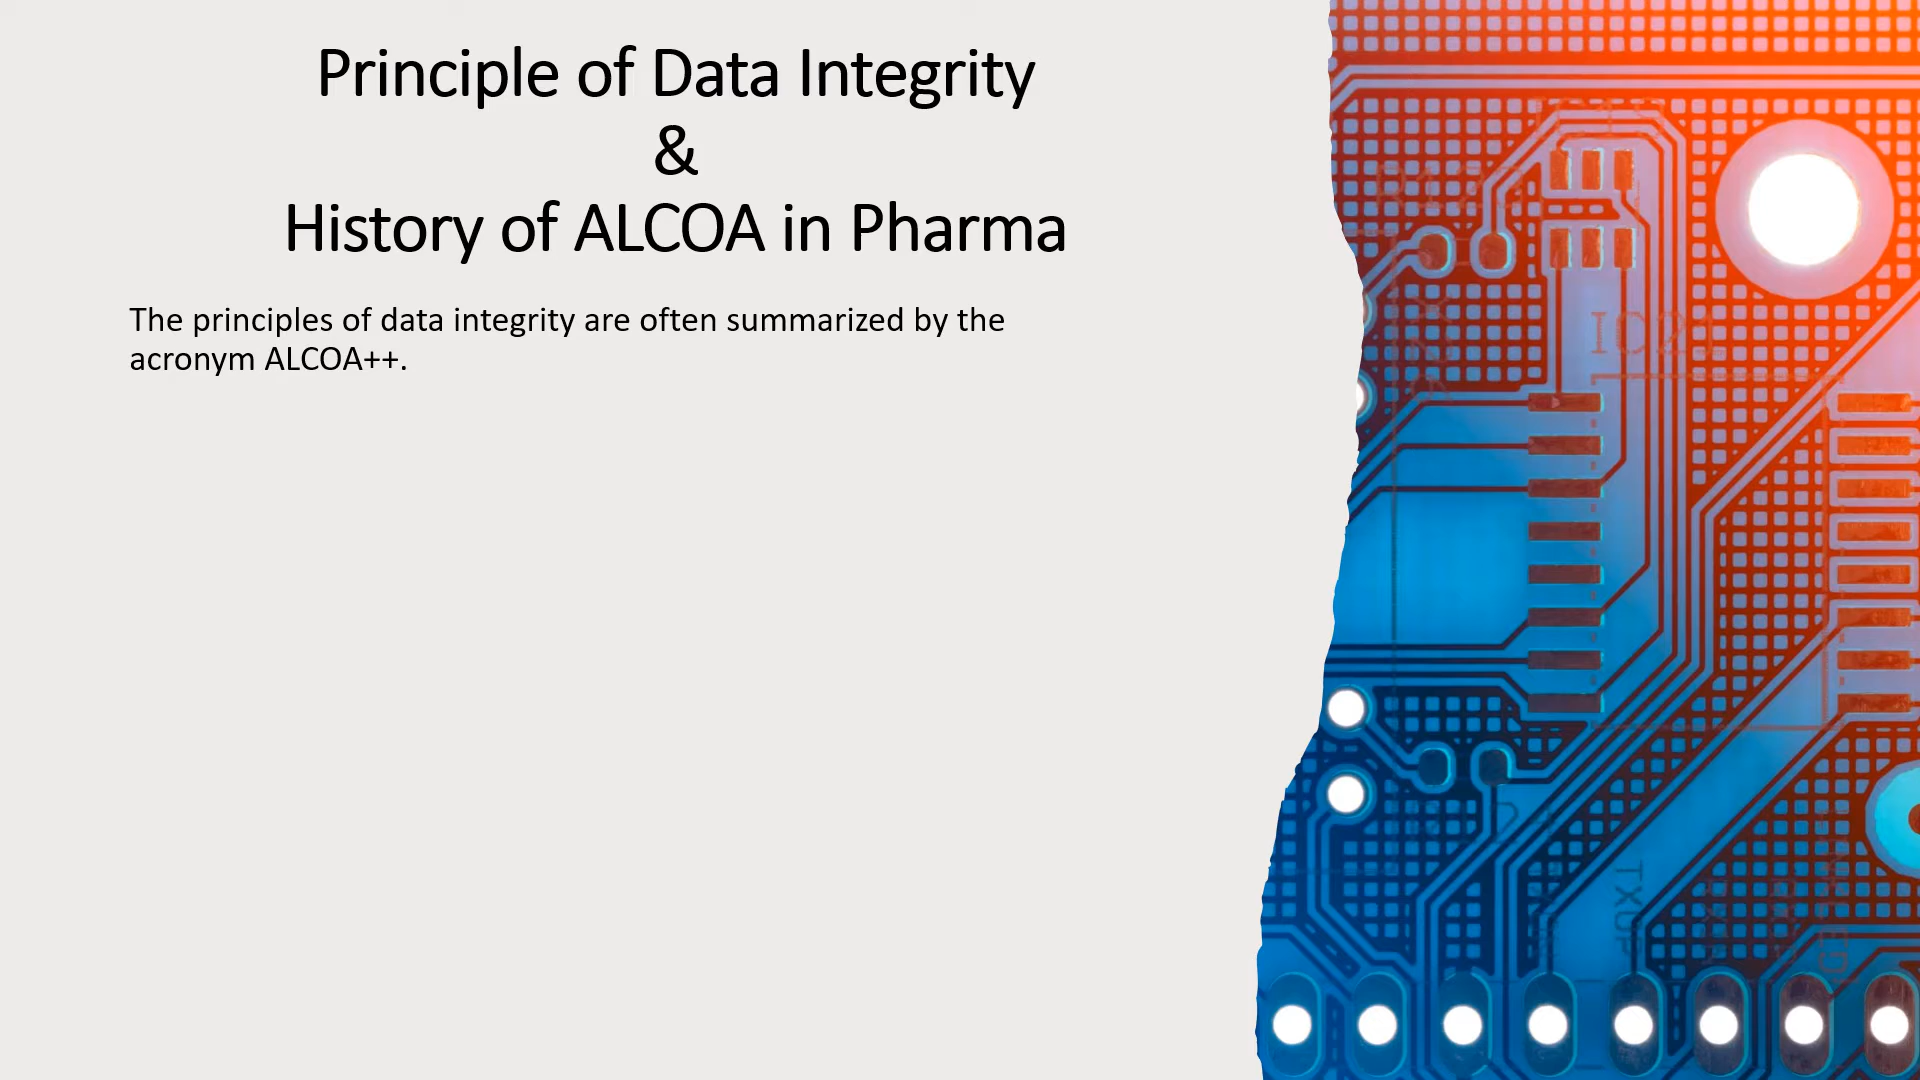 Principle of Data Integrity
&
History of ALCOA in Pharma
The principles of data integrity are often summarized by the
acronym ALCOA++.
IC21